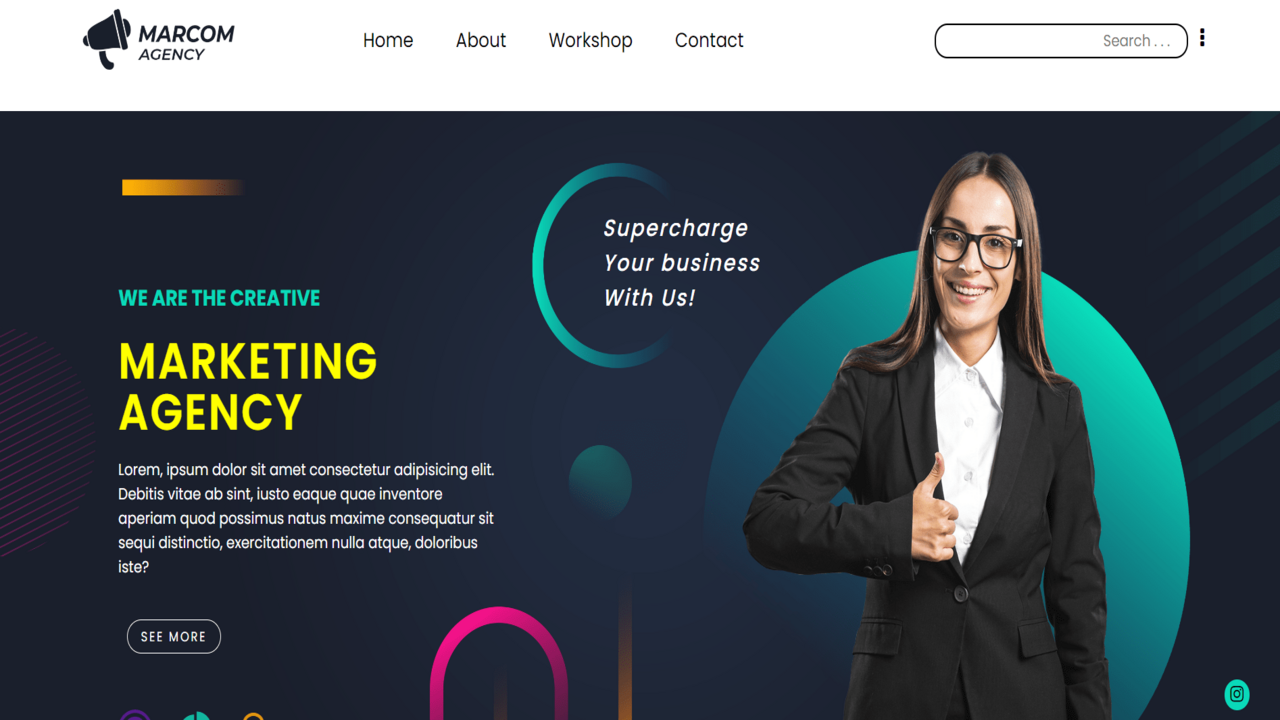 MARCOM
AGENCY
Home
About
Workshop
Contact
Search . . .
Supercharge
Your business
With Us!
WE ARE THE CREATIVE
MARKETING
AGENCY
Lorem, ipsum dolor sit amet consectetur adipisicing elit.
Debitis vitae ab sint, iusto eaque quae inventore
aperiam quod possimus natus maxime consequatur sit
sequi distinctio, exercitationem nulla atque, doloribus
iste?
SEE MORE